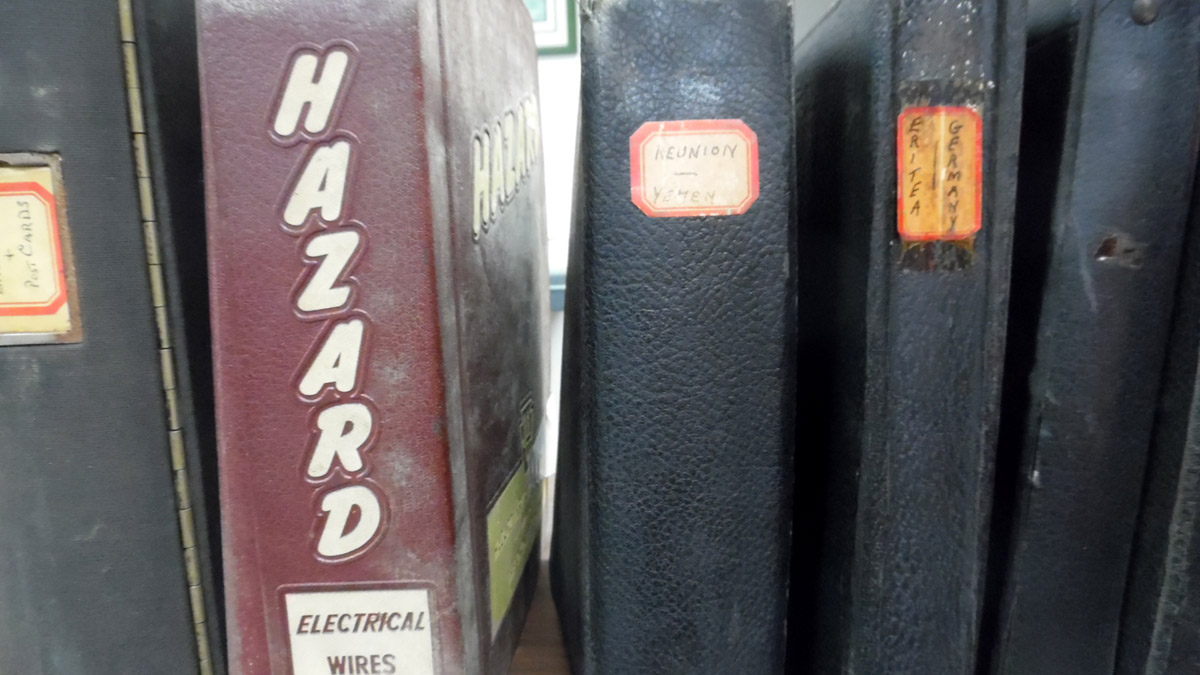 +
Post CARDS
HAZARD
ELECTRICAL
WIRES
HAZARD
REUNION
—
YEMEN
ERITEA
—
GERMANY